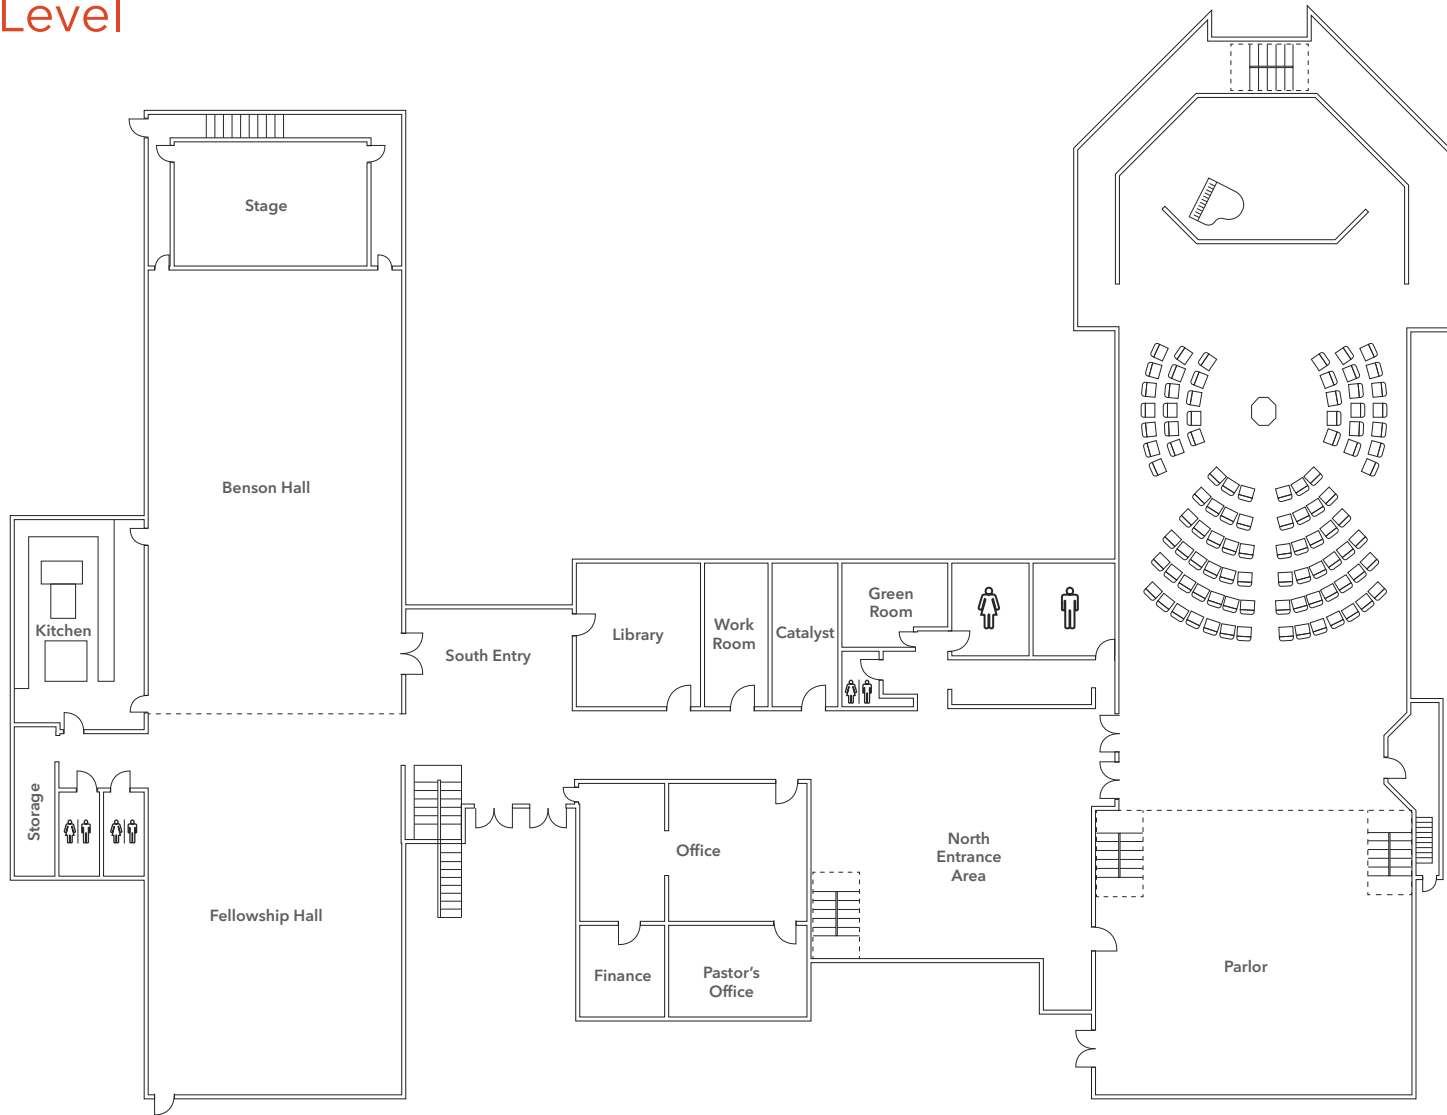 Level
Stage
Benson Hall
Kitchen
South Entry
Library
Work
Room
Catalyst
Green
Room
Storage
Office
North
Entrance
Area
Fellowship Hall
Finance
Pastor's
Office
Parlor